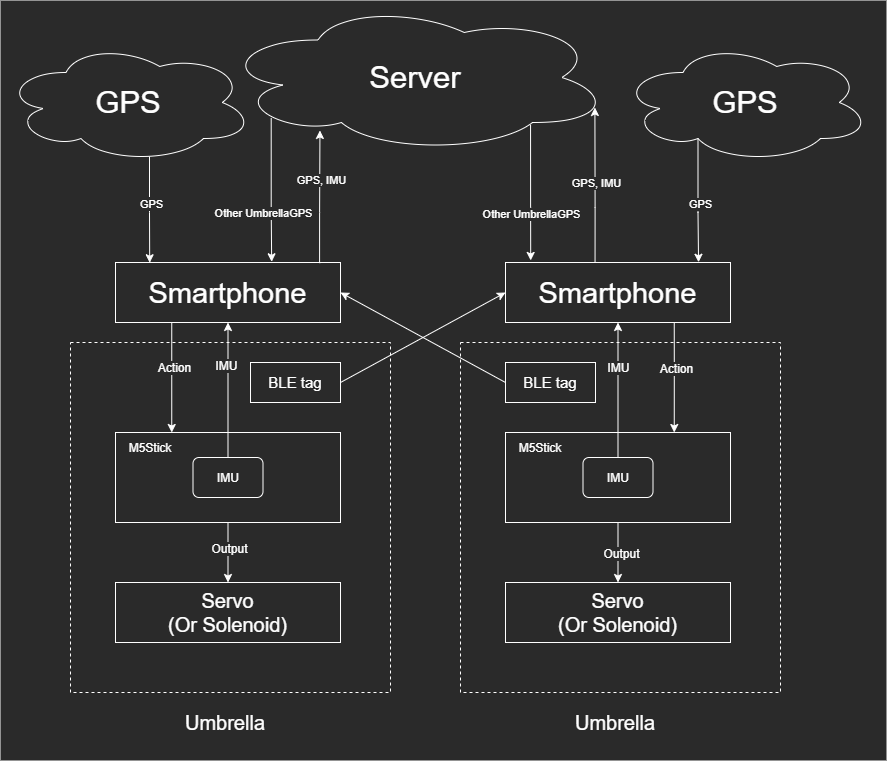 Server
GPS
GPS
GPS, IMU
GPS, IMU
GPS
GPS
Other UmbrellaGPS
Other UmbrellaGPS
Smartphone
Smartphone
Action
IMU
IMU
Action
BLE tag
BLE tag
M5Stick
M5Stick
IMU
IMU
Output
Output
Servo
(Or Solenoid)
Servo
(Or Solenoid)
Umbrella
Umbrella